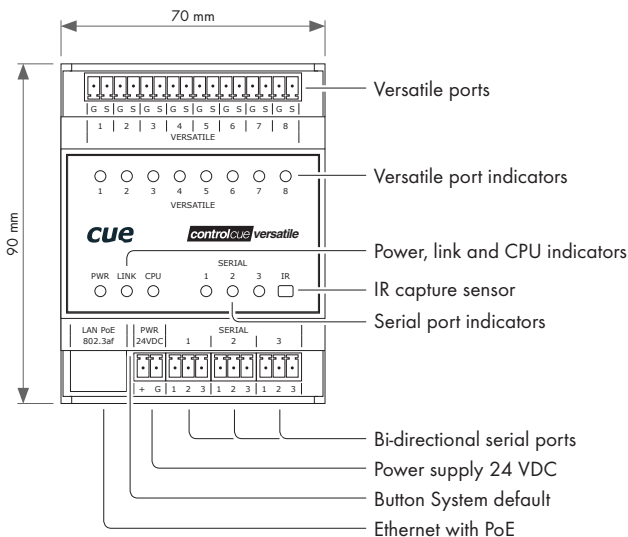 70 mm
90 mm
G S G S G S G S G S G S G S G S
1 2 3 4 5 6 7 8
VERSATILE
Versatile ports
1 2 3 4 5 6 7 8
VERSATILE
Versatile port indicators
cue
controlcue versatile
Power, link and CPU indicators
SERIAL
PWR LINK CPU 1 2 3 IR
IR capture sensor
Serial port indicators
LAN PoE
802.3af
PWR
24VDC
SERIAL
1 2 3
+ G 1 2 3 1 2 3 1 2 3
Bi-directional serial ports
Power supply 24 VDC
Button System default
Ethernet with PoE